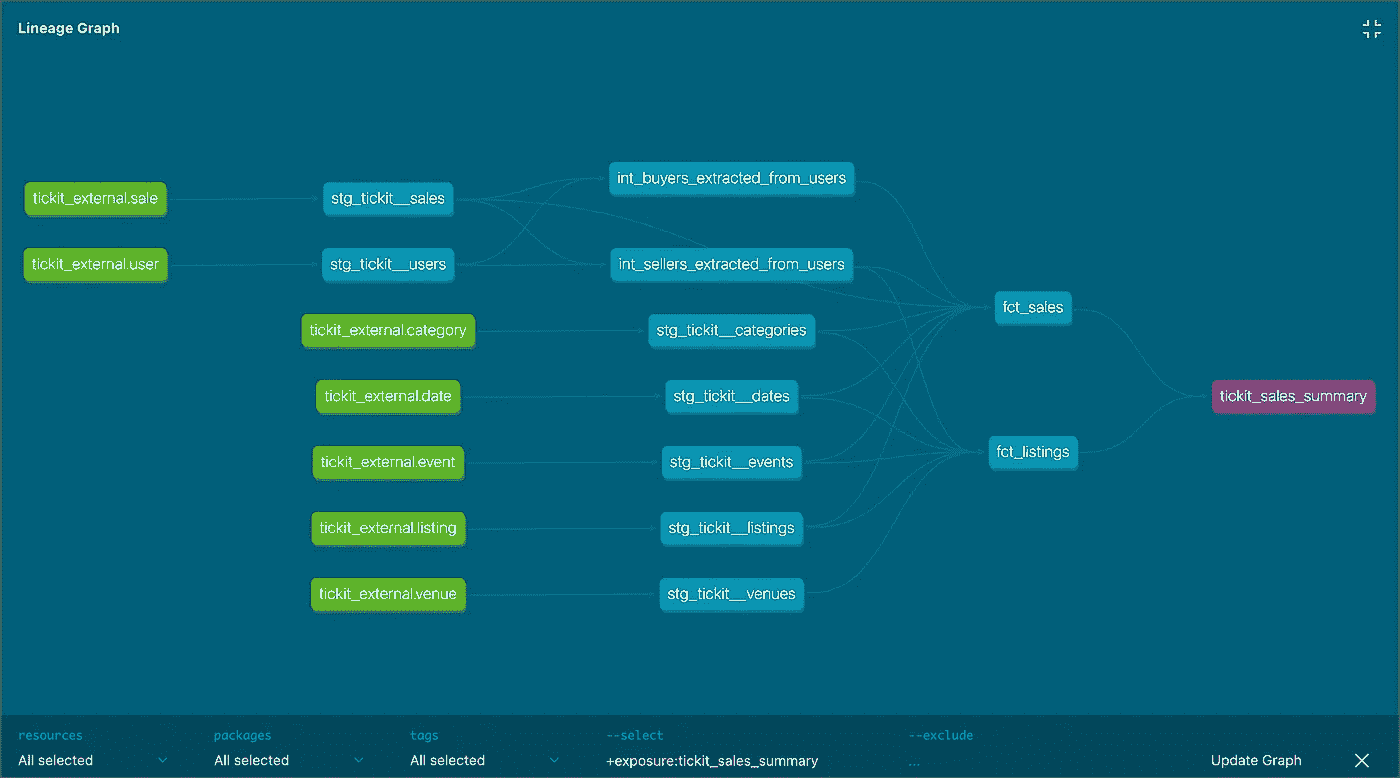 Lineage Graph
tickit_external.sale
stg_tickit__sales
int_buyers_extracted_from_users
tickit_external.user
stg_tickit__users
int_sellers_extracted_from_users
fct_sales
tickit_external.category
stg_tickit__categories
tickit_external.date
stg_tickit__dates
tickit_sales_summary
tickit_external.event
stg_tickit__events
fct_listings
tickit_external.listing
stg_tickit__listings
tickit_external.venue
stg_tickit__venues
resources
packages
tags
--select
--exclude
All selected
All selected
All selected
+exposure:tickit_sales_summary
...
Update Graph